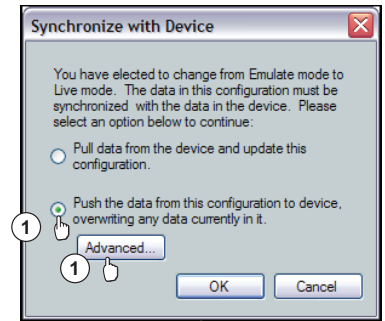 Synchronize with Device
You have elected to change from Emulate mode to
Live mode. The data in this configuration must be
synchronized with the data in the device. Please
select an option below to continue:
Pull data from the device and update this
configuration.
Push the data from this configuration to device,
overwriting any data currently in it.
1
Advanced...
1
OK Cancel